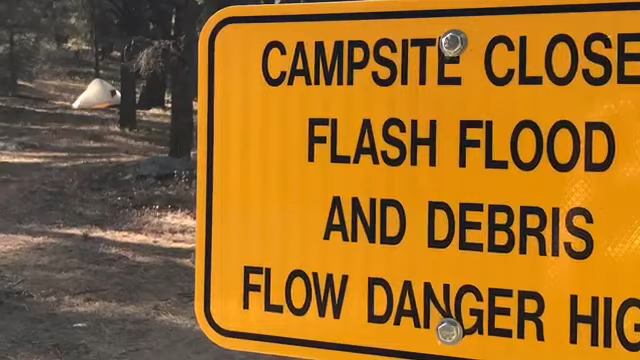 CAMPSITE CLOSE
FLASH FLOOD
AND DEBRIS
FLOW DANGER HIG